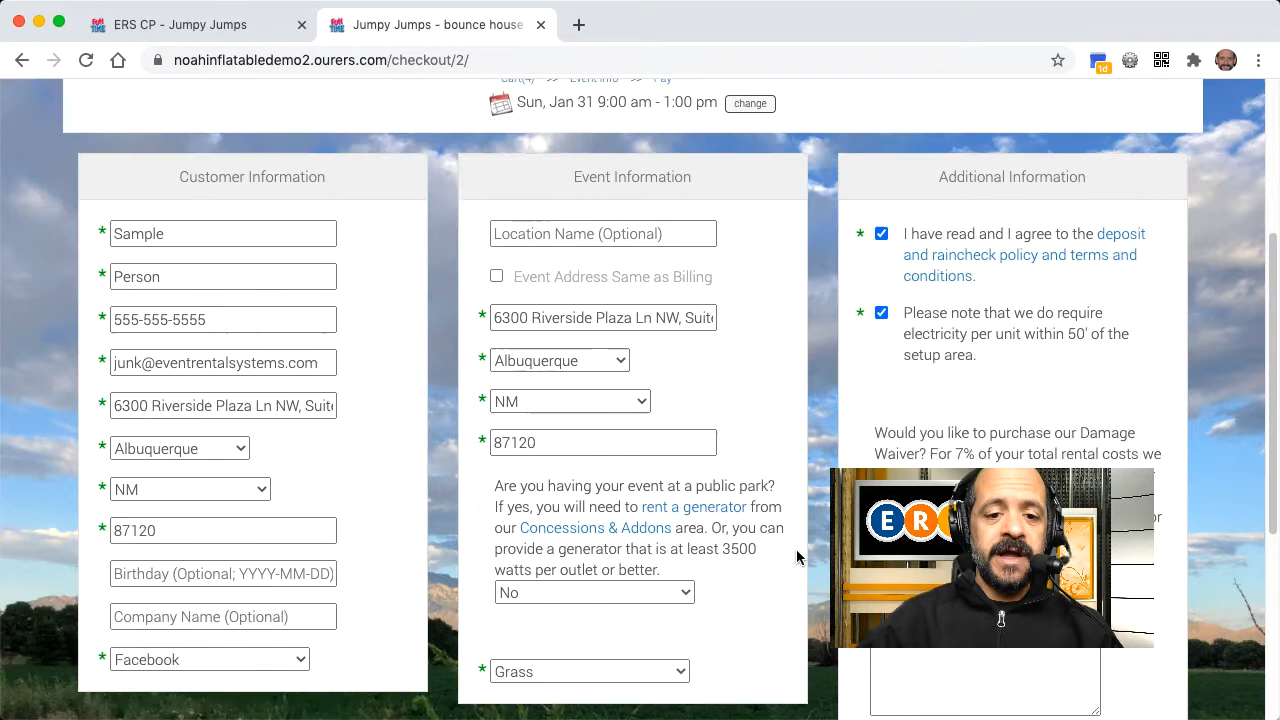 ERS CP - Jumpy Jumps
Jumpy Jumps - bounce house
noahinflatabledemo2.ourers.com/checkout/2/
1d
Cart(4) >> Event Info >> Pay
Sun, Jan 31 9:00 am - 1:00 pm change
Customer Information
* Sample
* Person
* 555-555-5555
* junk@eventrentalsystems.com
* 6300 Riverside Plaza Ln NW, Suit
* Albuquerque
* NM
* 87120
Birthday (Optional; YYYY-MM-DD)
Company Name (Optional)
* Facebook
Event Information
Location Name (Optional)
Event Address Same as Billing
* 6300 Riverside Plaza Ln NW, Suit
* Albuquerque
* NM
* 87120
Are you having your event at a public park?
If yes, you will need to rent a generator from
our Concessions & Addons area. Or, you can
provide a generator that is at least 3500
watts per outlet or better.
No
* Grass
Additional Information
* I have read and I agree to the deposit
and raincheck policy and terms and
conditions.
* Please note that we do require
electricity per unit within 50' of the
setup area.
Would you like to purchase our Damage
Waiver? For 7% of your total rental costs we
or
ER